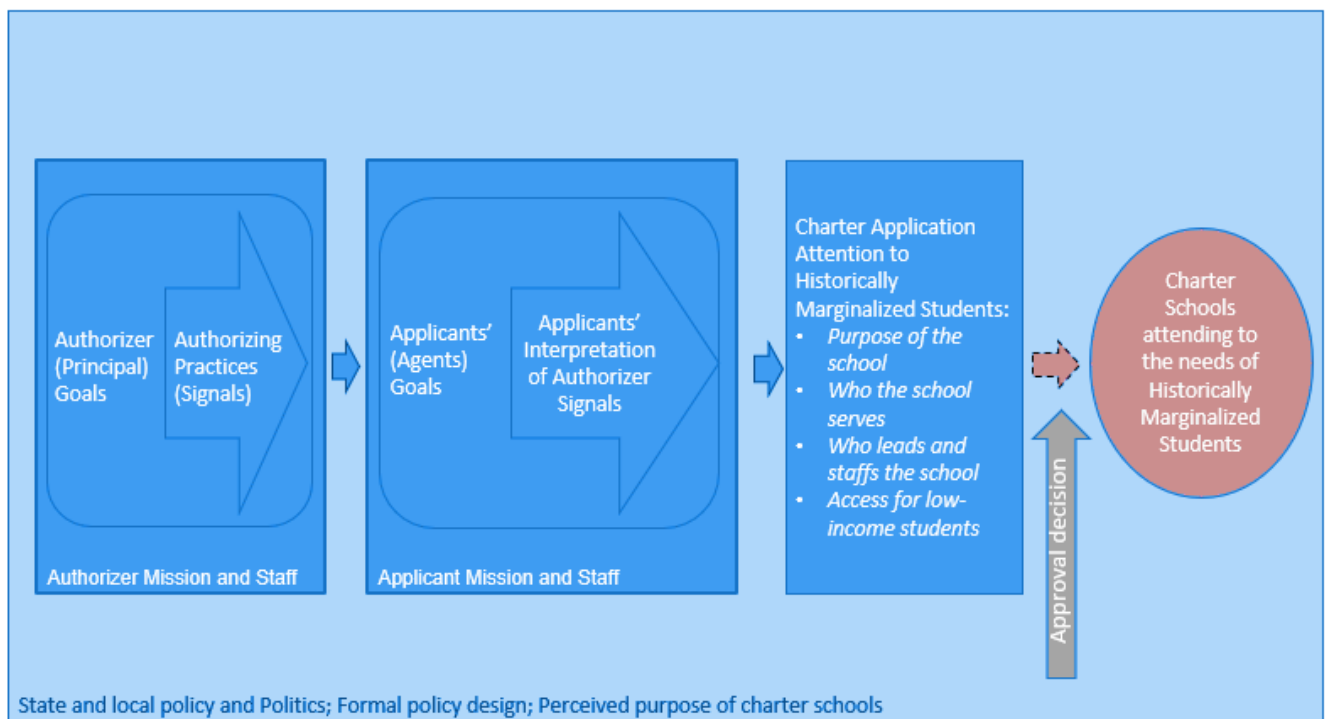 Authorizer
(Principal)
Goals
Authorizing
Practices
(Signals)
Authorizer Mission and Staff
Applicants’
(Agents)
Goals
Applicants’
Interpretation
of Authorizer
Signals
Applicant Mission and Staff
Charter Application
Attention to
Historically
Marginalized Students:
• Purpose of the
school
• Who the school
serves
• Who leads and
staffs the school
• Access for low-
income students
Approval decision
Charter
Schools
attending to
the needs of
Historically
Marginalized
Students
State and local policy and Politics; Formal policy design; Perceived purpose of charter schools